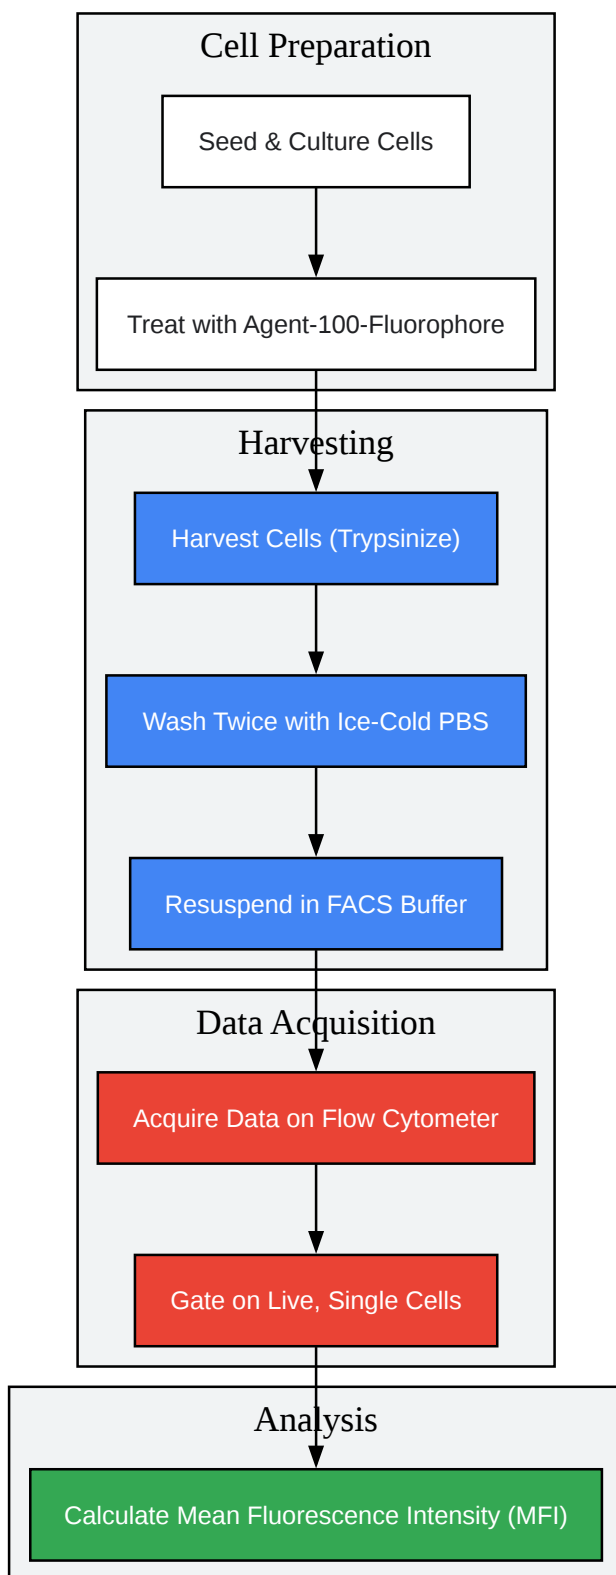 Cell Preparation
Seed & Culture Cells
Treat with Agent-100-Fluorophore
Harvesting
Harvest Cells (Trypsinize)
Wash Twice with Ice-Cold PBS
Resuspend in FACS Buffer
Data Acquisition
Acquire Data on Flow Cytometer
Gate on Live, Single Cells
Analysis
Calculate Mean Fluorescence Intensity (MFI)